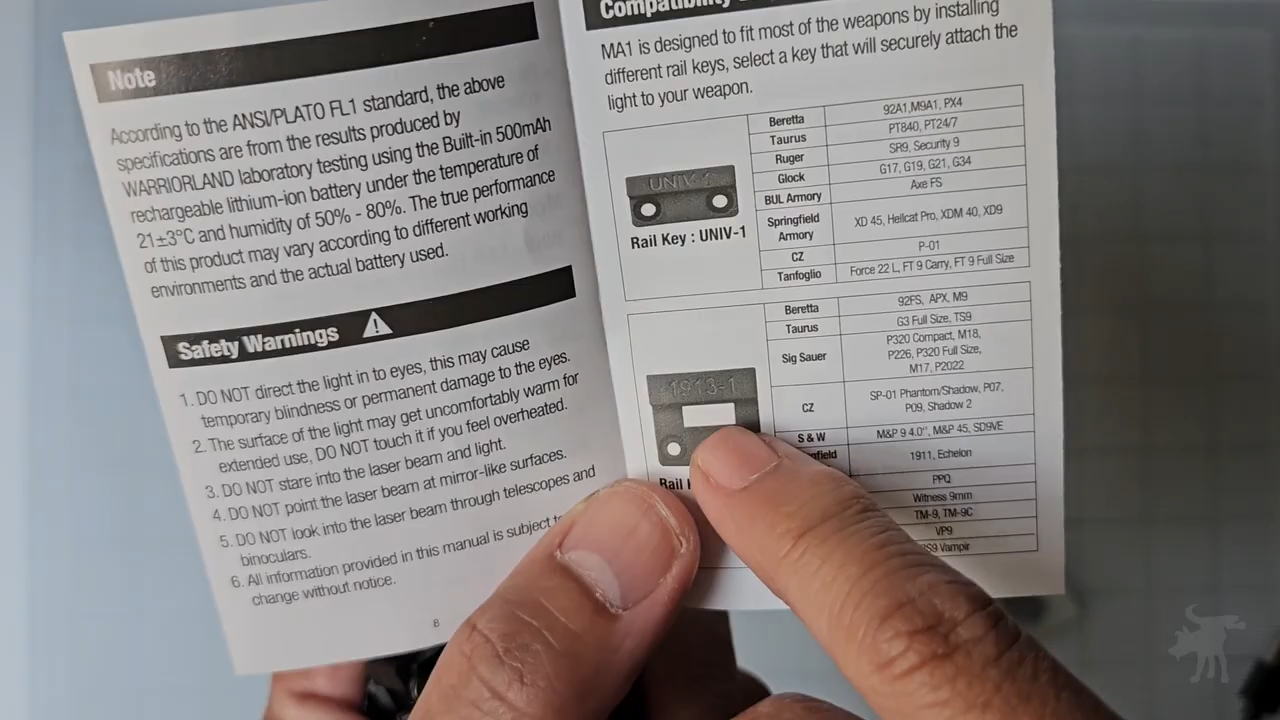 Note
According to the ANSI/PLATO FL1 standard, the above
specifications are from the results produced by
WARRIORLAND laboratory testing using the Built-in 500mAh
rechargeable lithium-ion battery under the temperature of
21±3°C and humidity of 50% - 80%. The true performance
of this product may vary according to different working
environments and the actual battery used.
Safety Warnings
1. DO NOT direct the light in to eyes, this may cause
temporary blindness or permanent damage to the eyes.
2. The surface of the light may get uncomfortably warm for
extended use, DO NOT touch it if you feel overheated.
3. DO NOT stare into the laser beam and light.
4. DO NOT point the laser beam at mirror-like surfaces.
5. DO NOT look into the laser beam through telescopes and
binoculars.
6. All information provided in this manual is subject to
change without notice.
8
Compatibility
MA1 is designed to fit most of the weapons by installing
different rail keys, select a key that will securely attach the
light to your weapon.
UNIV-1
Rail Key : UNIV-1
Beretta 92A1,M9A1, PX4
Taurus PT840, PT24/7
Ruger SR9, Security 9
Glock G17, G19, G21, G34
BUL Armory Axe FS
Springfield
Armory XD 45, Hellcat Pro, XDM 40, XD9
CZ P-01
Tanfoglio Force 22 L, FT 9 Carry, FT 9 Full Size
1913-1
Rail
Beretta 92FS, APX, M9
Taurus G3 Full Size, TS9
Sig Sauer P320 Compact, M18,
P226, P320 Full Size,
M17, P2022
CZ SP-01 Phantom/Shadow, P07,
P09, Shadow 2
S & W M&P 9 4.0", M&P 45, SD9VE
1911, Echelon
PPQ
Witness 9mm
TM-9, TM-9C
VP9
Vampir